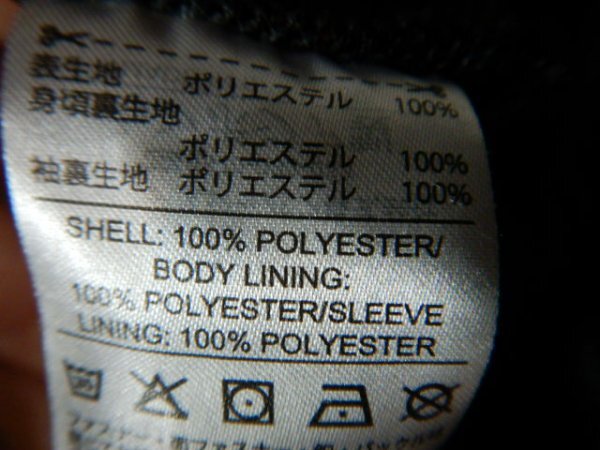 表生地 ポリエステル 100%
身頃裏生地
ポリエステル 100%
袖裏生地 ポリエステル 100%
SHELL: 100% POLYESTER/
BODY LINING:
100% POLYESTER/SLEEVE
LINING: 100% POLYESTER